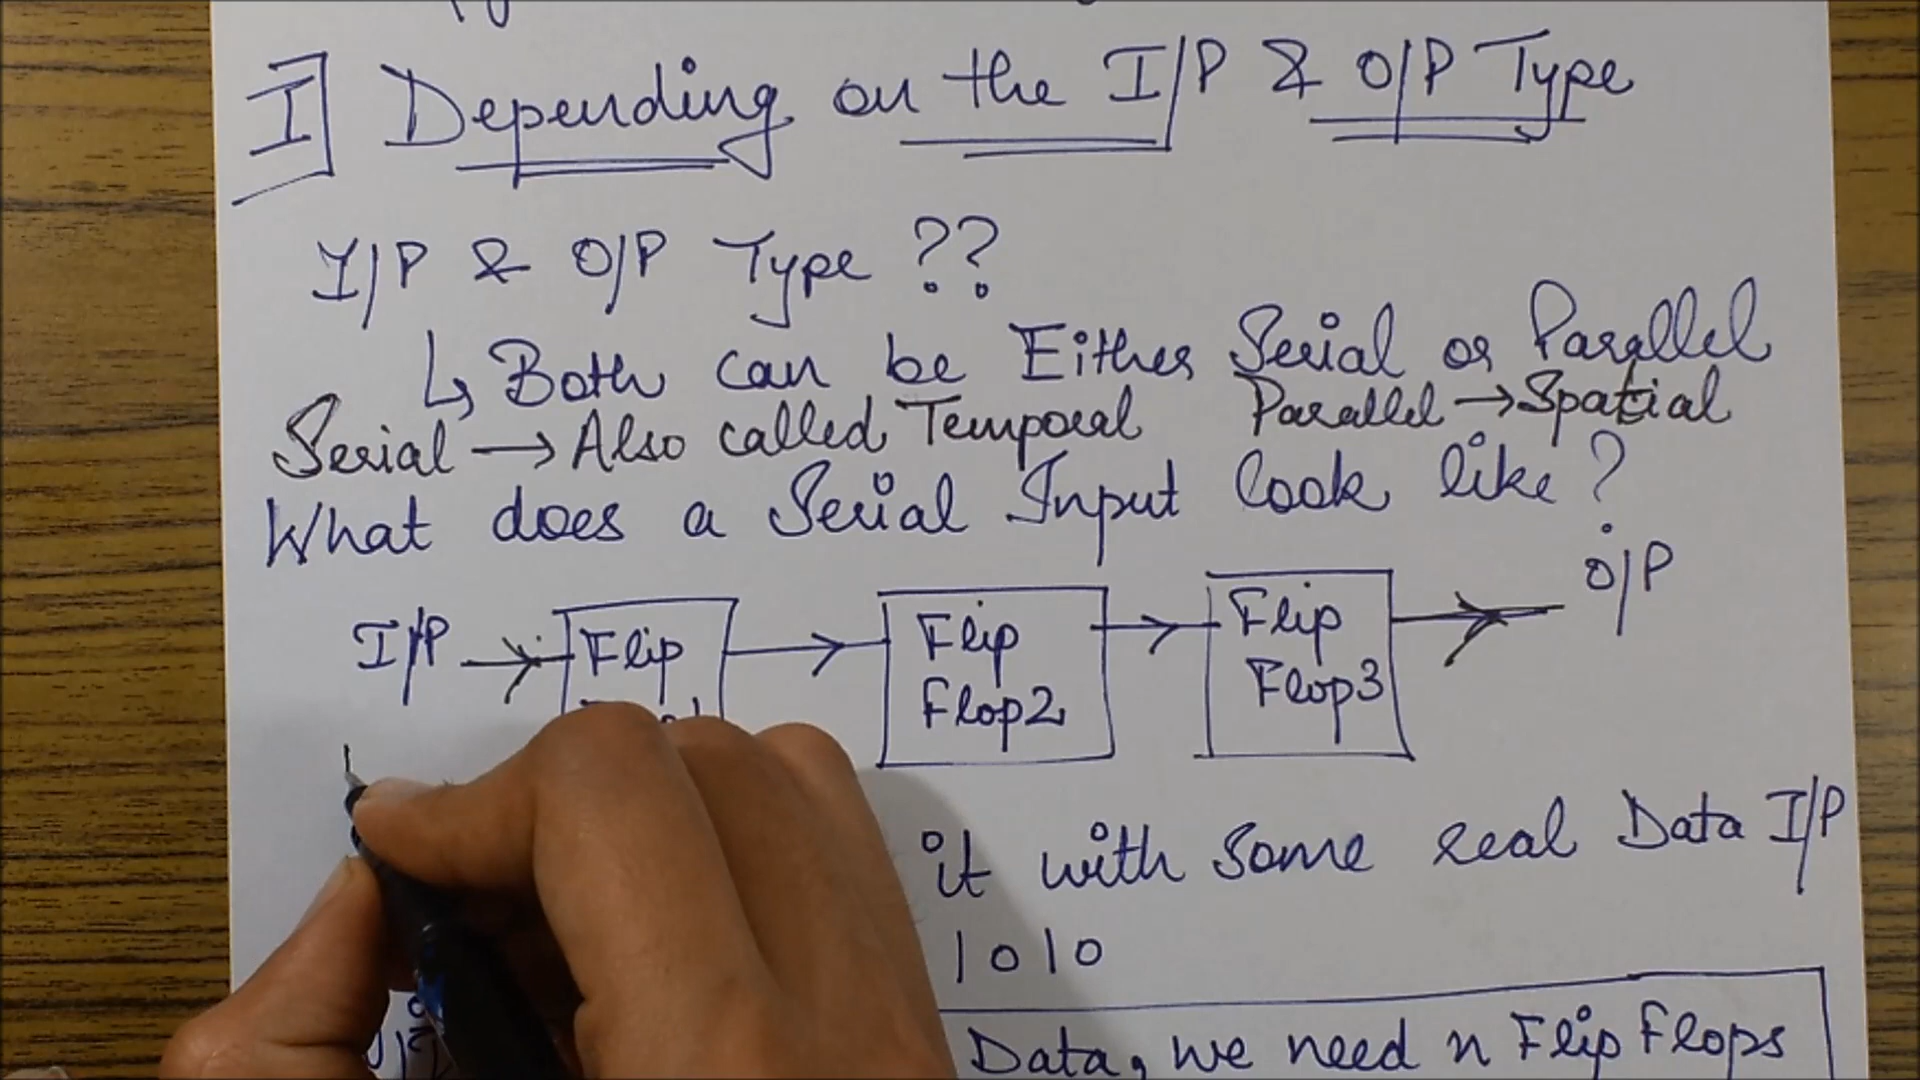 I Depending on the I/P & O/P Type
I/P & O/P Type ??
↳ Both can be Either Serial or Parallel
Serial → Also called Temporal Parallel → Spatial
What does a Serial Input look like?
I/P → Flip → Flip Flop2 → Flip Flop3 → O/P
it with some real Data I/P
1010
Data, we need n Flip Flops